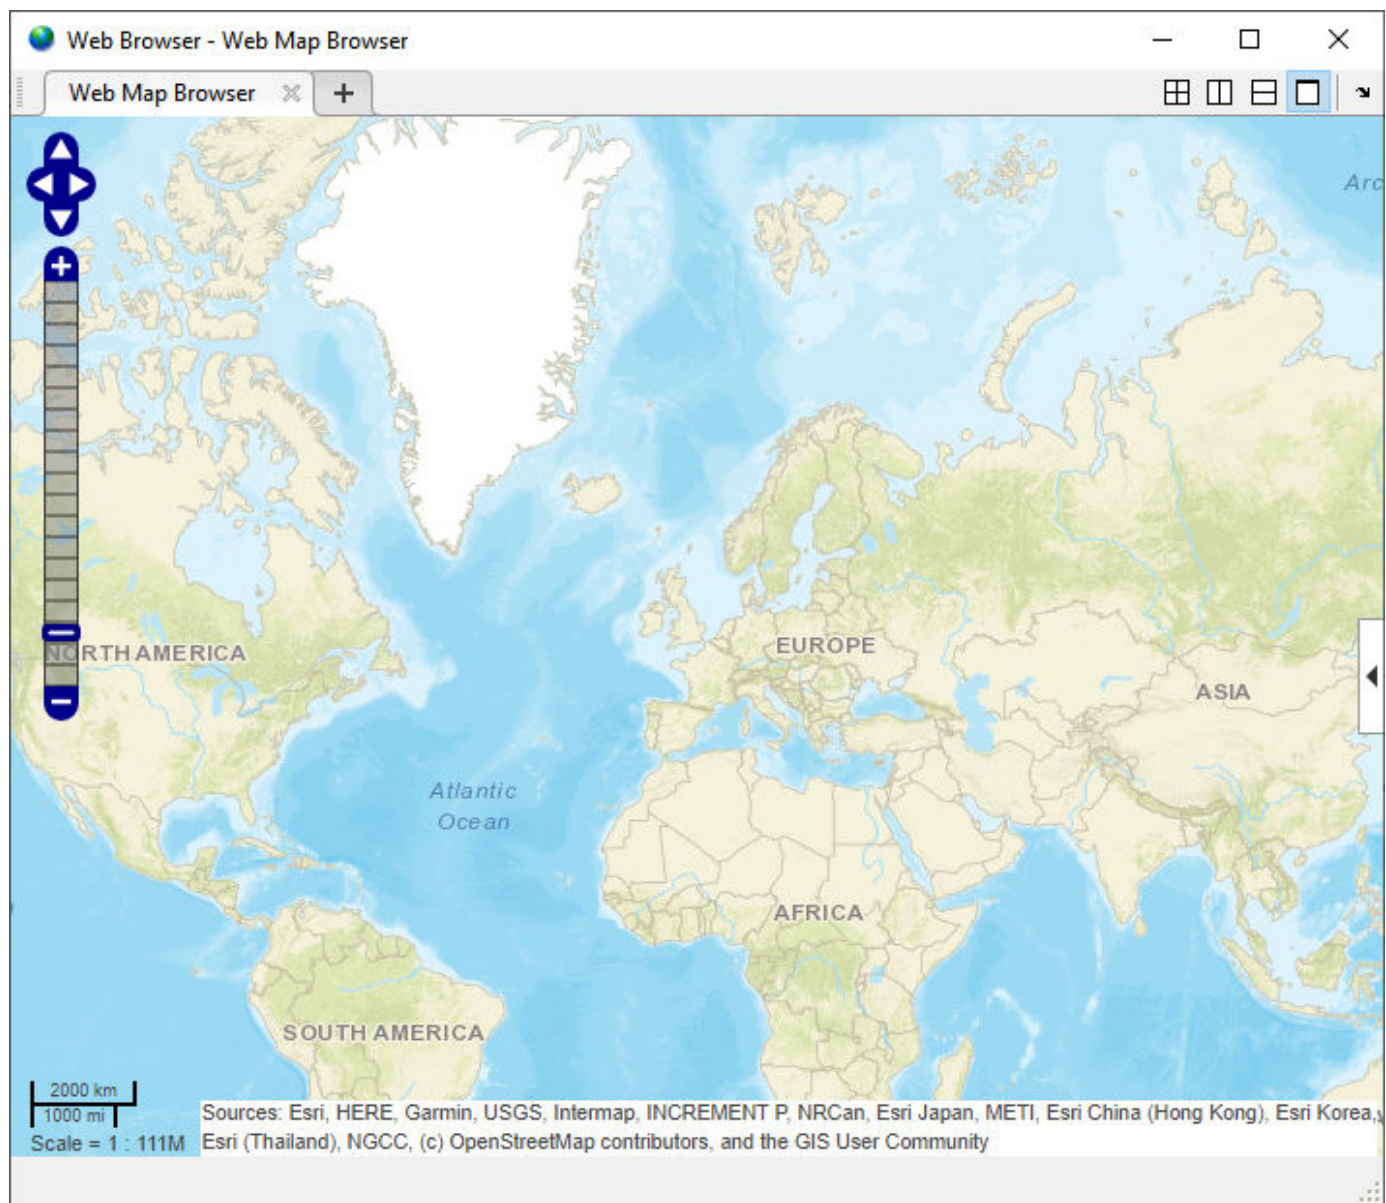 Web Browser - Web Map Browser
Web Map Browser
Arc
NORTH AMERICA
EUROPE
ASIA
Atlantic
Ocean
AFRICA
SOUTH AMERICA
2000 km
1000 mi
Scale = 1 : 111M
Sources: Esri, HERE, Garmin, USGS, Intermap, INCREMENT P, NRCan, Esri Japan, METI, Esri China (Hong Kong), Esri Korea,
Esri (Thailand), NGCC, (c) OpenStreetMap contributors, and the GIS User Community